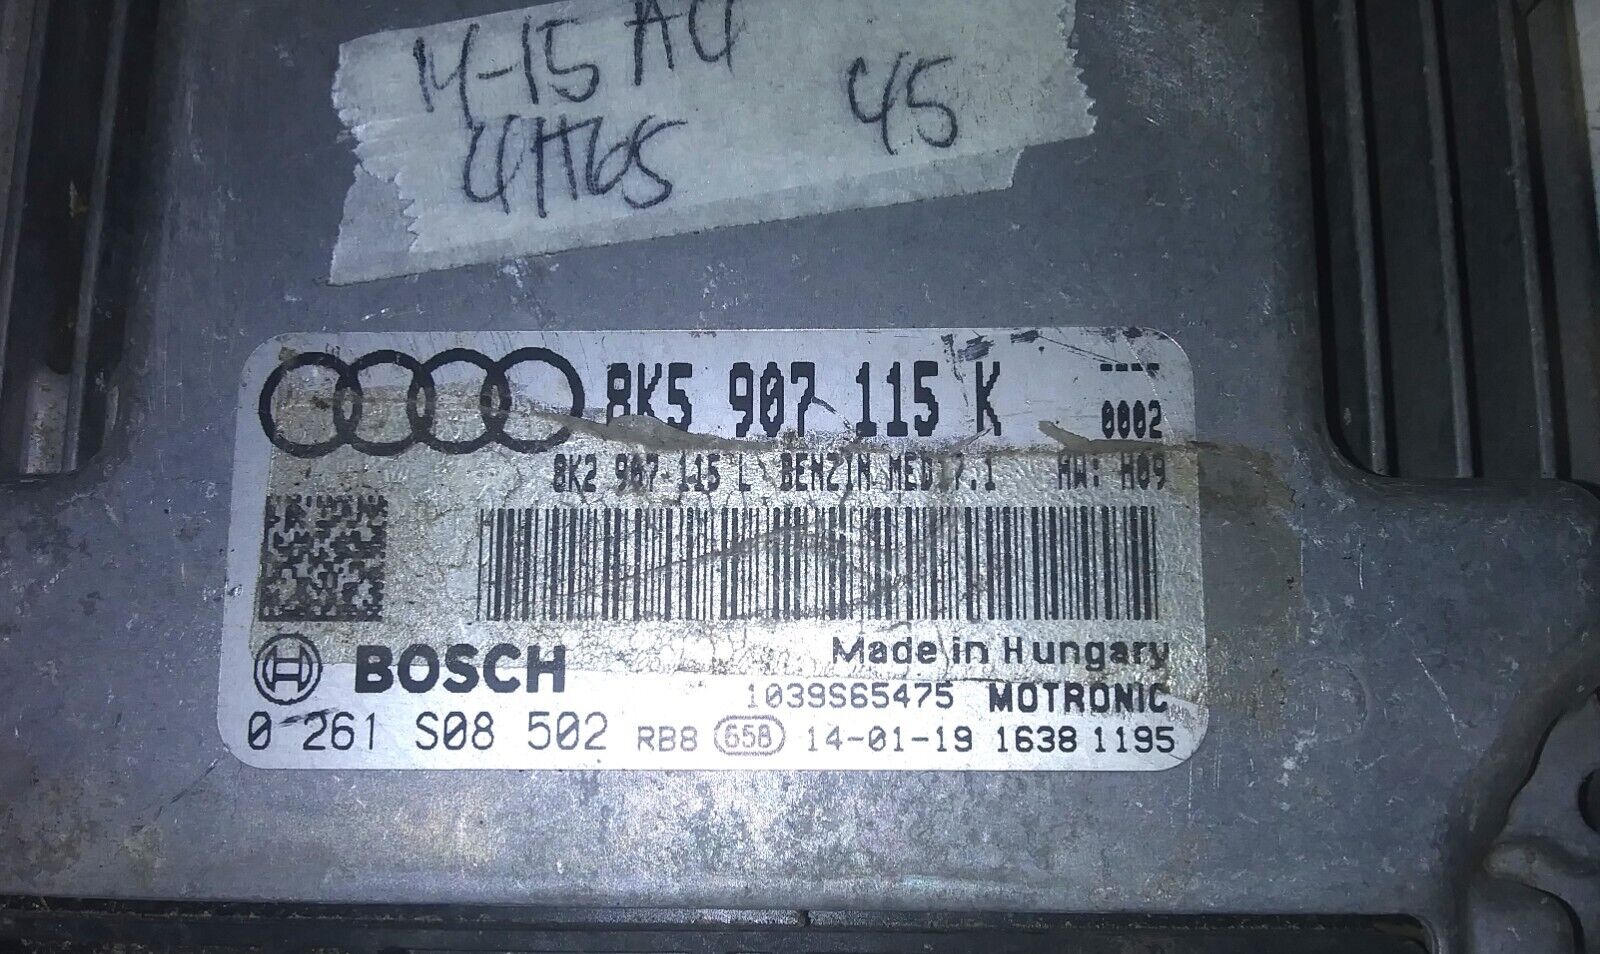 14-15 A4 45
4H65
8K5 907 115 K ----
0002
8K2 907 115 L BENZIN MED17.1 HW: H09
BOSCH Made in Hungary
1039S65475 MOTRONIC
0 261 S08 502 RB8 658 14-01-19 1638 1195